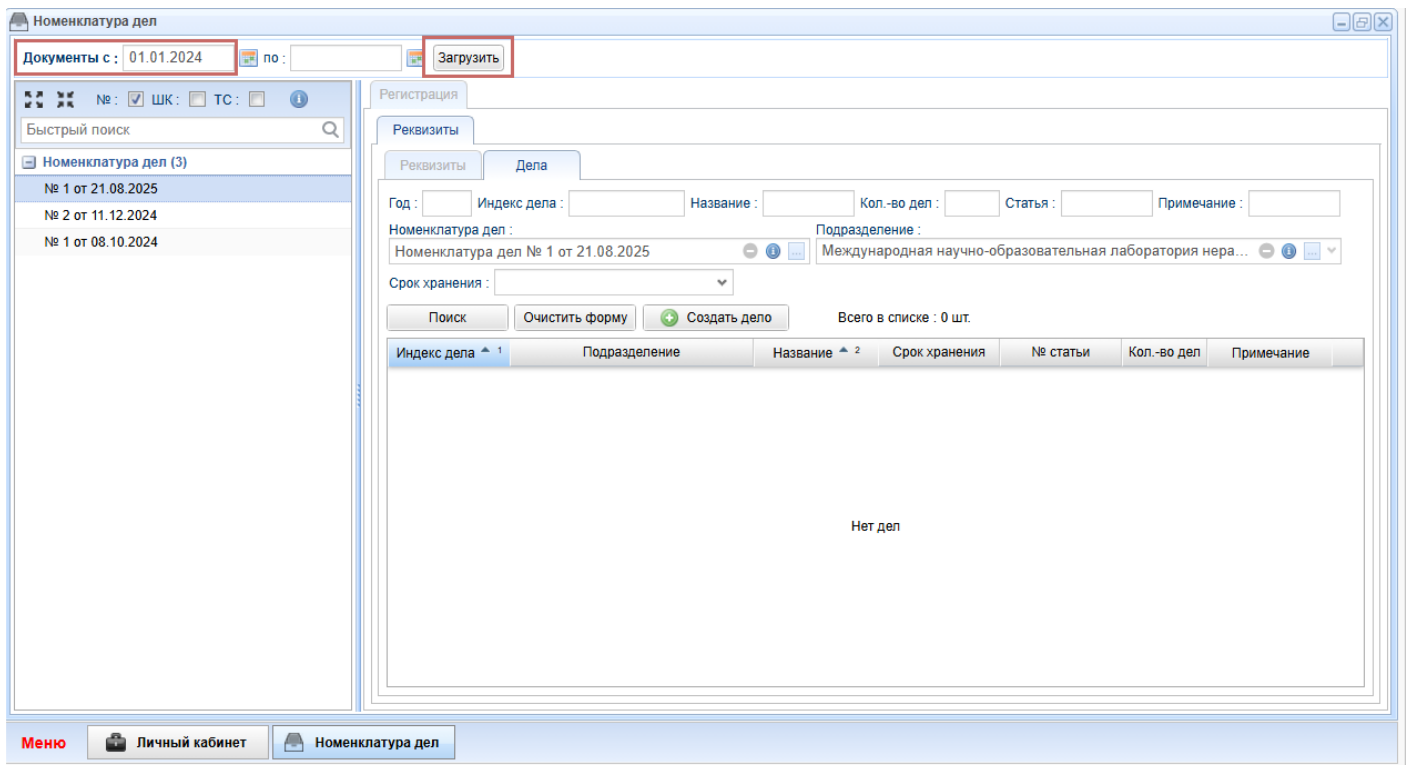 Номенклатура дел
Документы с : 01.01.2024 по : Загрузить
№ : ШК : ТС :
Быстрый поиск
Номенклатура дел (3)
№ 1 от 21.08.2025
№ 2 от 11.12.2024
№ 1 от 08.10.2024
Регистрация
Реквизиты
Реквизиты Дела
Год : Индекс дела : Название : Кол.-во дел : Статья : Примечание :
Номенклатура дел : Подразделение :
Номенклатура дел № 1 от 21.08.2025 Международная научно-образовательная лаборатория нера...
Срок хранения :
Поиск Очистить форму Создать дело Всего в списке : 0 шт.
Индекс дела 1 Подразделение Название 2 Срок хранения № статьи Кол.-во дел Примечание
Нет дел
Меню Личный кабинет Номенклатура дел